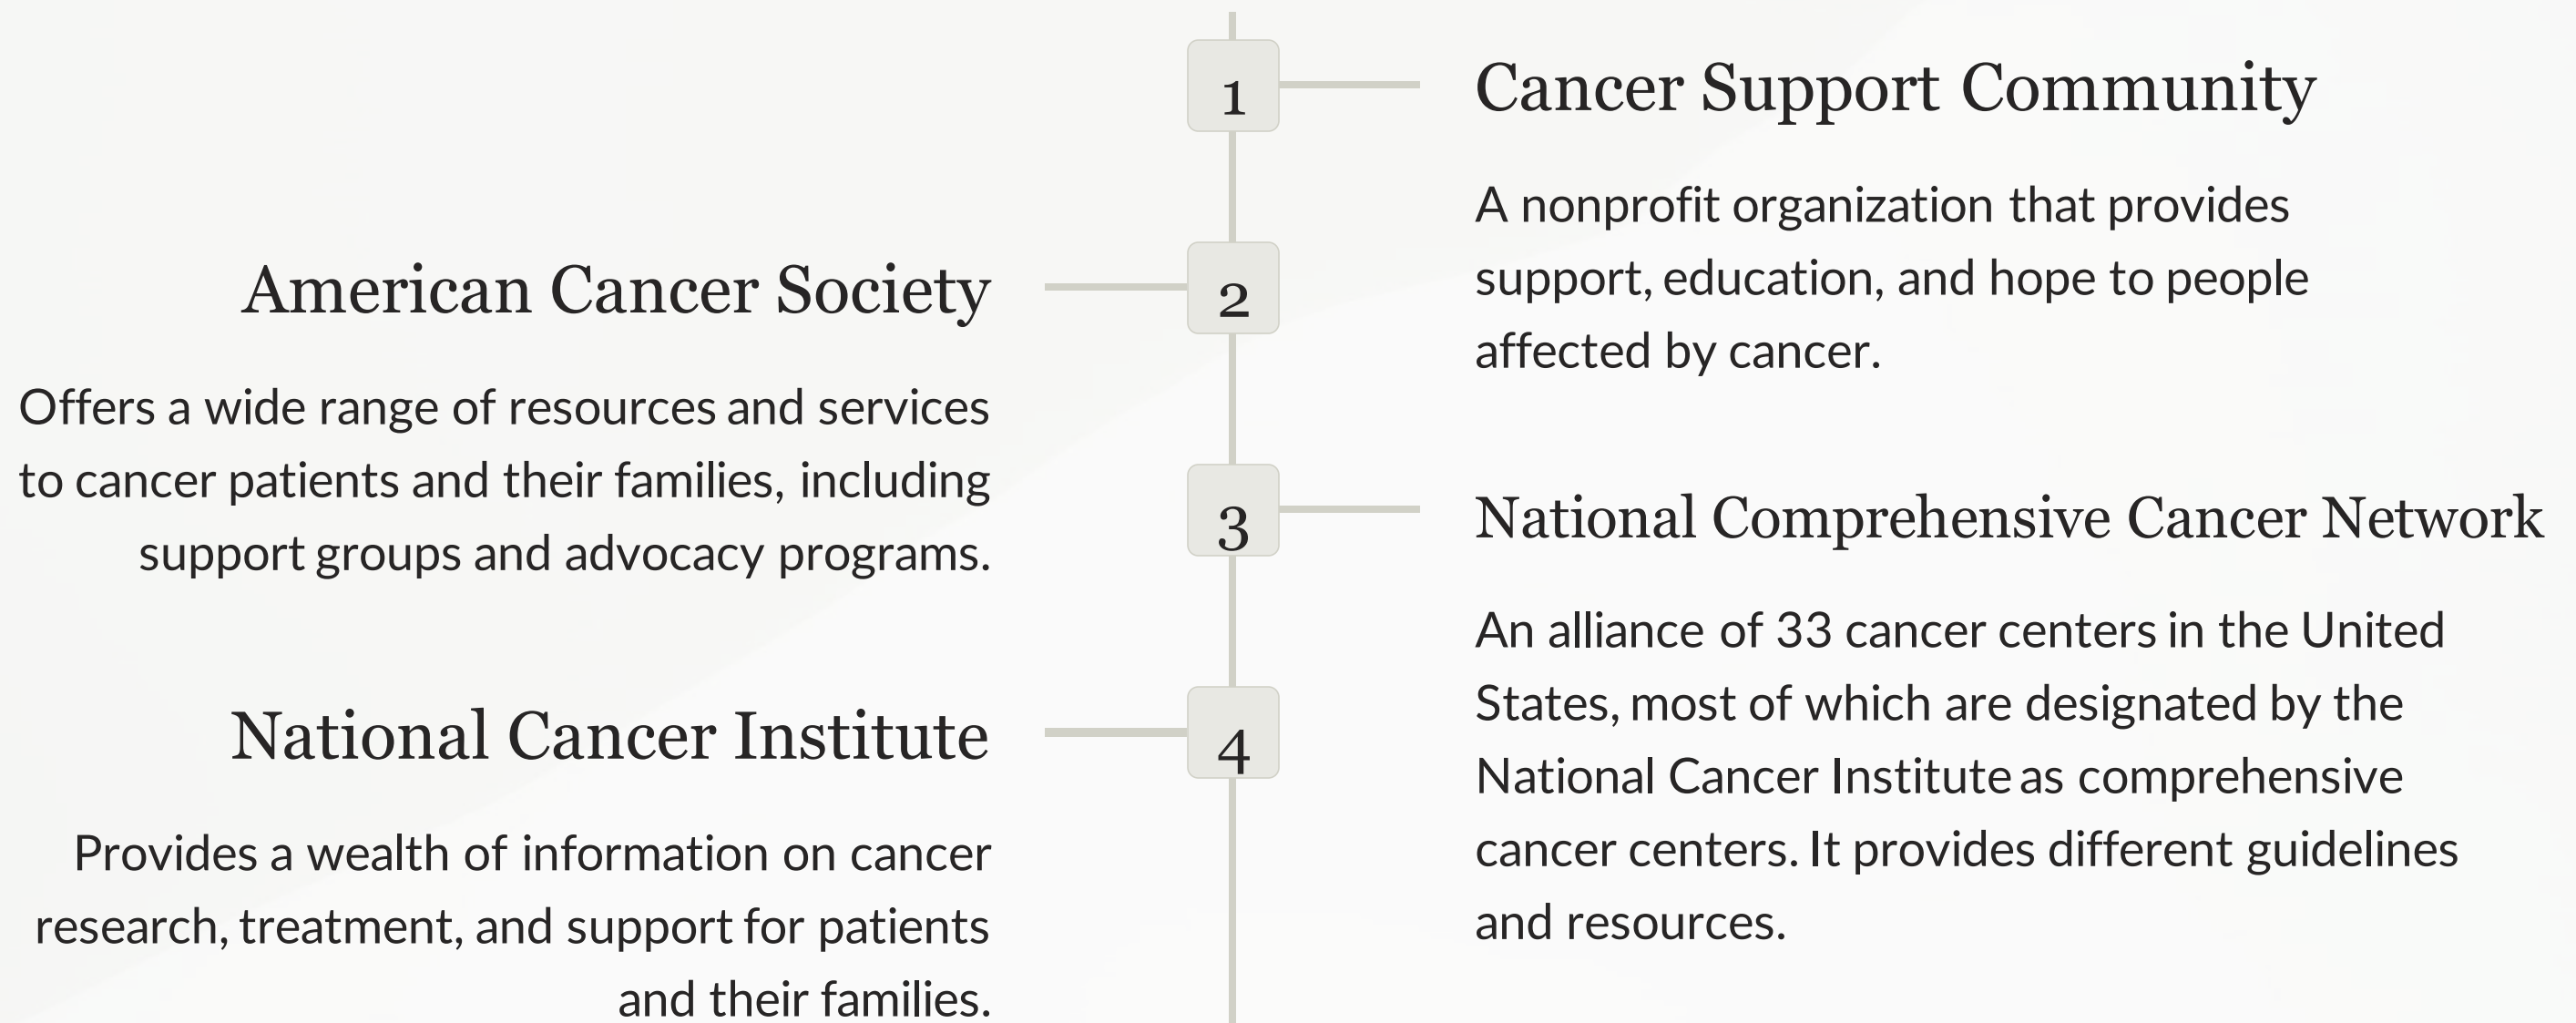 1
Cancer Support Community
A nonprofit organization that provides
support, education, and hope to people
affected by cancer.
2
American Cancer Society
Offers a wide range of resources and services
to cancer patients and their families, including
support groups and advocacy programs.
3
National Comprehensive Cancer Network
An alliance of 33 cancer centers in the United
States, most of which are designated by the
National Cancer Institute as comprehensive
cancer centers. It provides different guidelines
and resources.
4
National Cancer Institute
Provides a wealth of information on cancer
research, treatment, and support for patients
and their families.